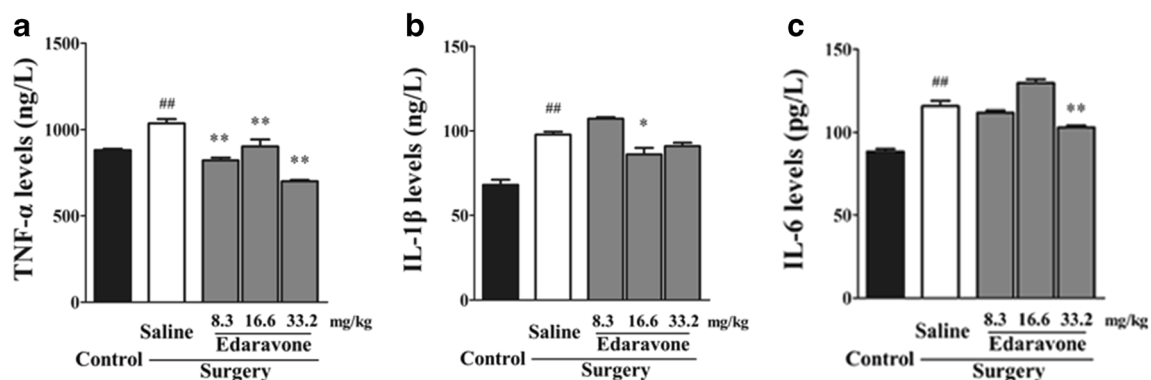 a
TNF-α levels (ng/L)
1500
1000
500
0
##
**
**
**
8.3 16.6 33.2 mg/kg
Saline
Edaravone
Control
Surgery
b
IL-1β levels (ng/L)
150
100
50
0
##
*
8.3 16.6 33.2 mg/kg
Saline
Edaravone
Control
Surgery
c
IL-6 levels (pg/L)
150
100
50
0
##
**
8.3 16.6 33.2 mg/kg
Saline
Edaravone
Control
Surgery